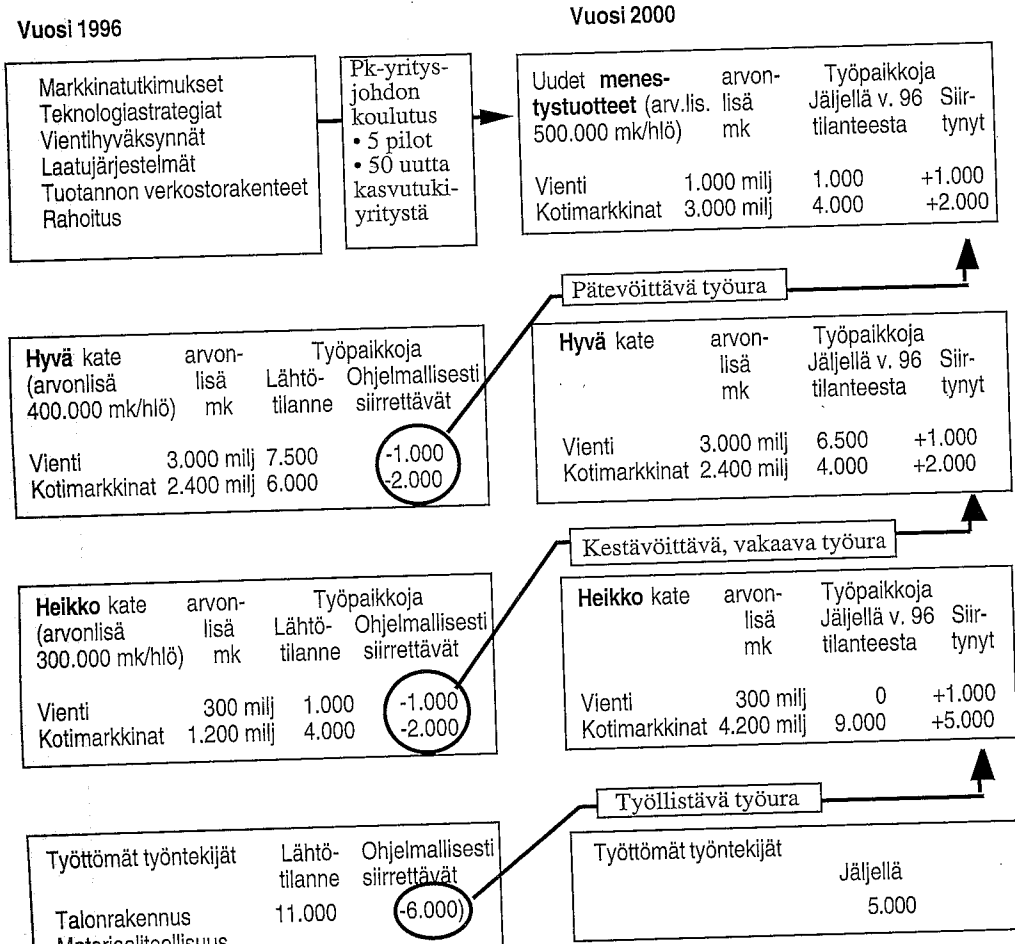 Vuosi 1996
Vuosi 2000
Markkinatutkimukset
Teknologiastrategiat
Vientihyväksynnät
Laatujärjestelmät
Tuotannon verkostorakenteet
Rahoitus
Pk-yritys-
johdon
koulutus
• 5 pilot
• 50 uutta
kasvutuki-
yritystä
Uudet menes- arvon- Työpaikkoja
tystuotteet (arv.lis. lisä Jäljellä v. 96 Siir-
500.000 mk/hlö) mk tilanteesta tynyt
Vienti 1.000 milj 1.000 +1.000
Kotimarkkinat 3.000 milj 4.000 +2.000
Pätevöittävä työura
Hyvä kate arvon- Työpaikkoja
(arvonlisä lisä Lähtö- Ohjelmallisesti
400.000 mk/hlö) mk tilanne siirrettävät
Vienti 3.000 milj 7.500 -1.000
Kotimarkkinat 2.400 milj 6.000 -2.000
Hyvä kate arvon- Työpaikkoja
lisä Jäljellä v. 96 Siir-
mk tilanteesta tynyt
Vienti 3.000 milj 6.500 +1.000
Kotimarkkinat 2.400 milj 4.000 +2.000
Kestävöittävä, vakaava työura
Heikko kate arvon- Työpaikkoja
(arvonlisä lisä Lähtö- Ohjelmallisesti
300.000 mk/hlö) mk tilanne siirrettävät
Vienti 300 milj 1.000 -1.000
Kotimarkkinat 1.200 milj 4.000 -2.000
Heikko kate arvon- Työpaikkoja
lisä Jäljellä v. 96 Siir-
mk tilanteesta tynyt
Vienti 300 milj 0 +1.000
Kotimarkkinat 4.200 milj 9.000 +5.000
Työllistävä työura
Työttömät työntekijät Lähtö- Ohjelmallisesti
tilanne siirrettävät
Talonrakennus 11.000 -6.000)
Työttömät työntekijät
Jäljellä
5.000